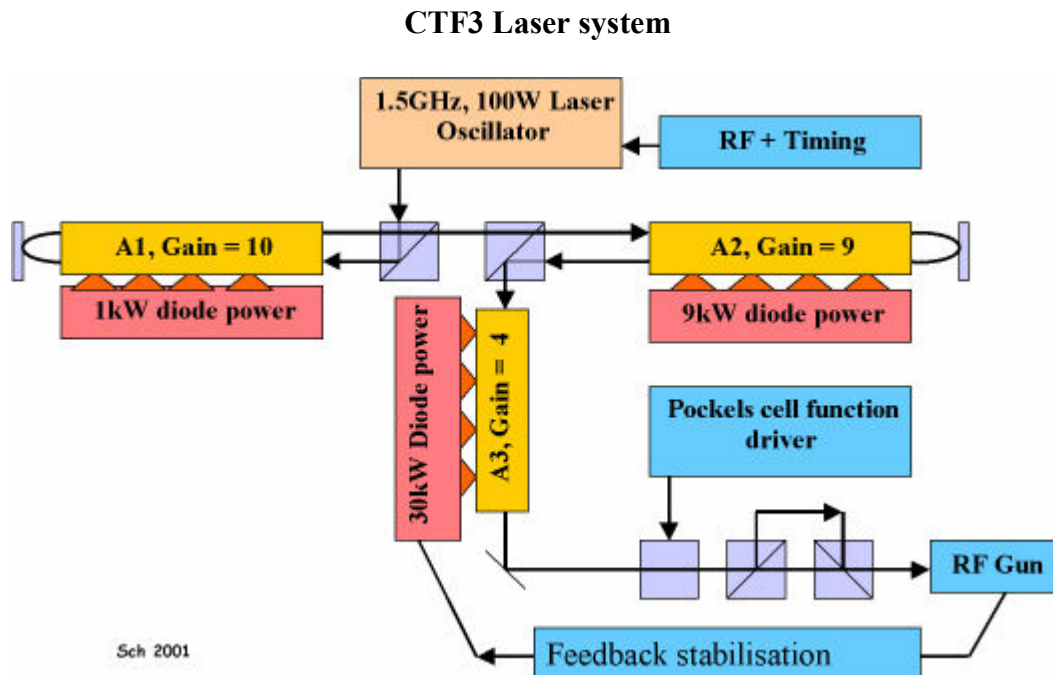 CTF3 Laser system
1.5GHz, 100W Laser
Oscillator
RF + Timing
A1, Gain = 10
A2, Gain = 9
1kW diode power
9kW diode power
30kW Diode power
A3, Gain = 4
Pockels cell function
driver
RF Gun
Feedback stabilisation
Sch 2001